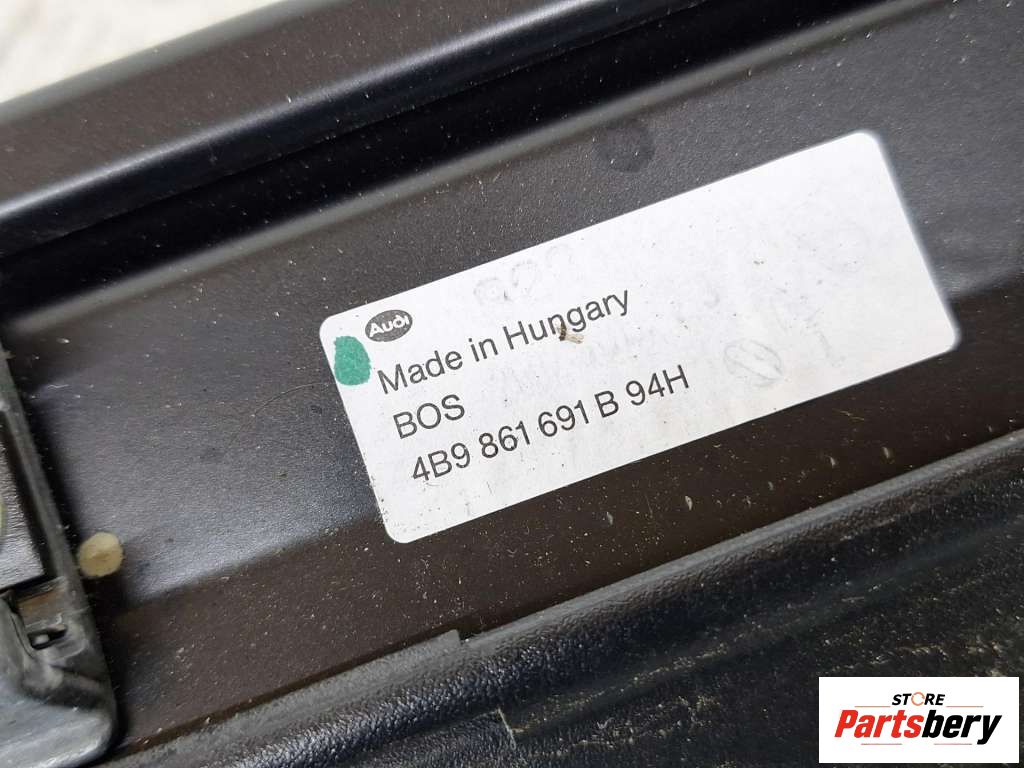 Audi
Made in Hungary
BOS
4B9 861 691 B 94H
STORE
Partsbery